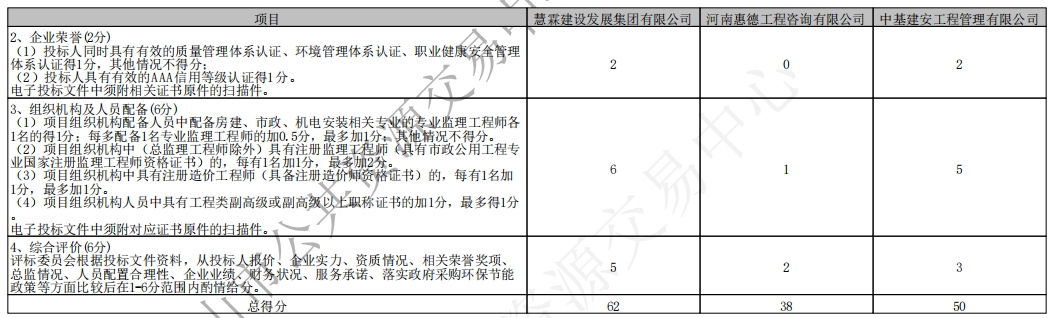 项目 慧霖建设发展集团有限公司 河南惠德工程咨询有限公司 中基建安工程管理有限公司
2、企业荣誉(2分)
（1）投标人同时具有有效的质量管理体系认证、环境管理体系认证、职业健康安全管理
体系认证得1分，其他情况不得分；
（2）投标人具有有效的AAA信用等级认证得1分。
电子投标文件中须附相关证书原件的扫描件。
2 0 2
3、组织机构及人员配备(6分)
（1）项目组织机构配备人员中配备房建、市政、机电安装相关专业的专业监理工程师各
1名的得1分；每多配备1名专业监理工程师的加0.5分，最多加1分；其他情况不得分。
（2）项目组织机构中（总监理工程师除外）具有注册监理工程师（具有市政公用工程专
业国家注册监理工程师资格证书）的，每有1名加1分，最多加2分。
（3）项目组织机构中具有注册造价工程师（具备注册造价师资格证书）的，每有1名加
1分，最多加1分。
（4）项目组织机构人员中具有工程类副高级或副高级以上职称证书的加1分，最多得1分
。
电子投标文件中须附对应证书原件的扫描件。
6 1 5
4、综合评价(6分)
评标委员会根据投标文件资料，从投标人报价、企业实力、资质情况、相关荣誉奖项、
总监情况、人员配置合理性、企业业绩、财务状况、服务承诺、落实政府采购环保节能
政策等方面比较后在1-6分范围内酌情给分。
5 2 3
总得分 62 38 50
山市公共资源交易中心
资源交易中心